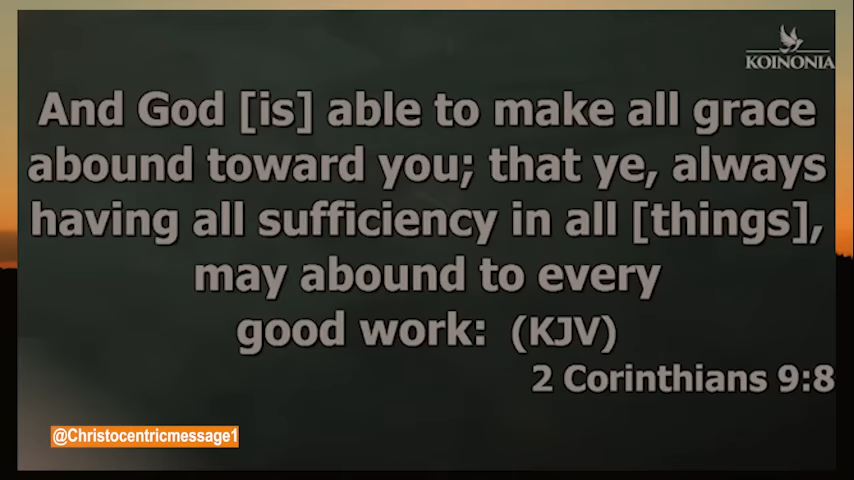 KOINONIA
And God [is] able to make all grace
abound toward you; that ye, always
having all sufficiency in all [things],
may abound to every
good work: (KJV)
2 Corinthians 9:8
@Christocentricmessage1